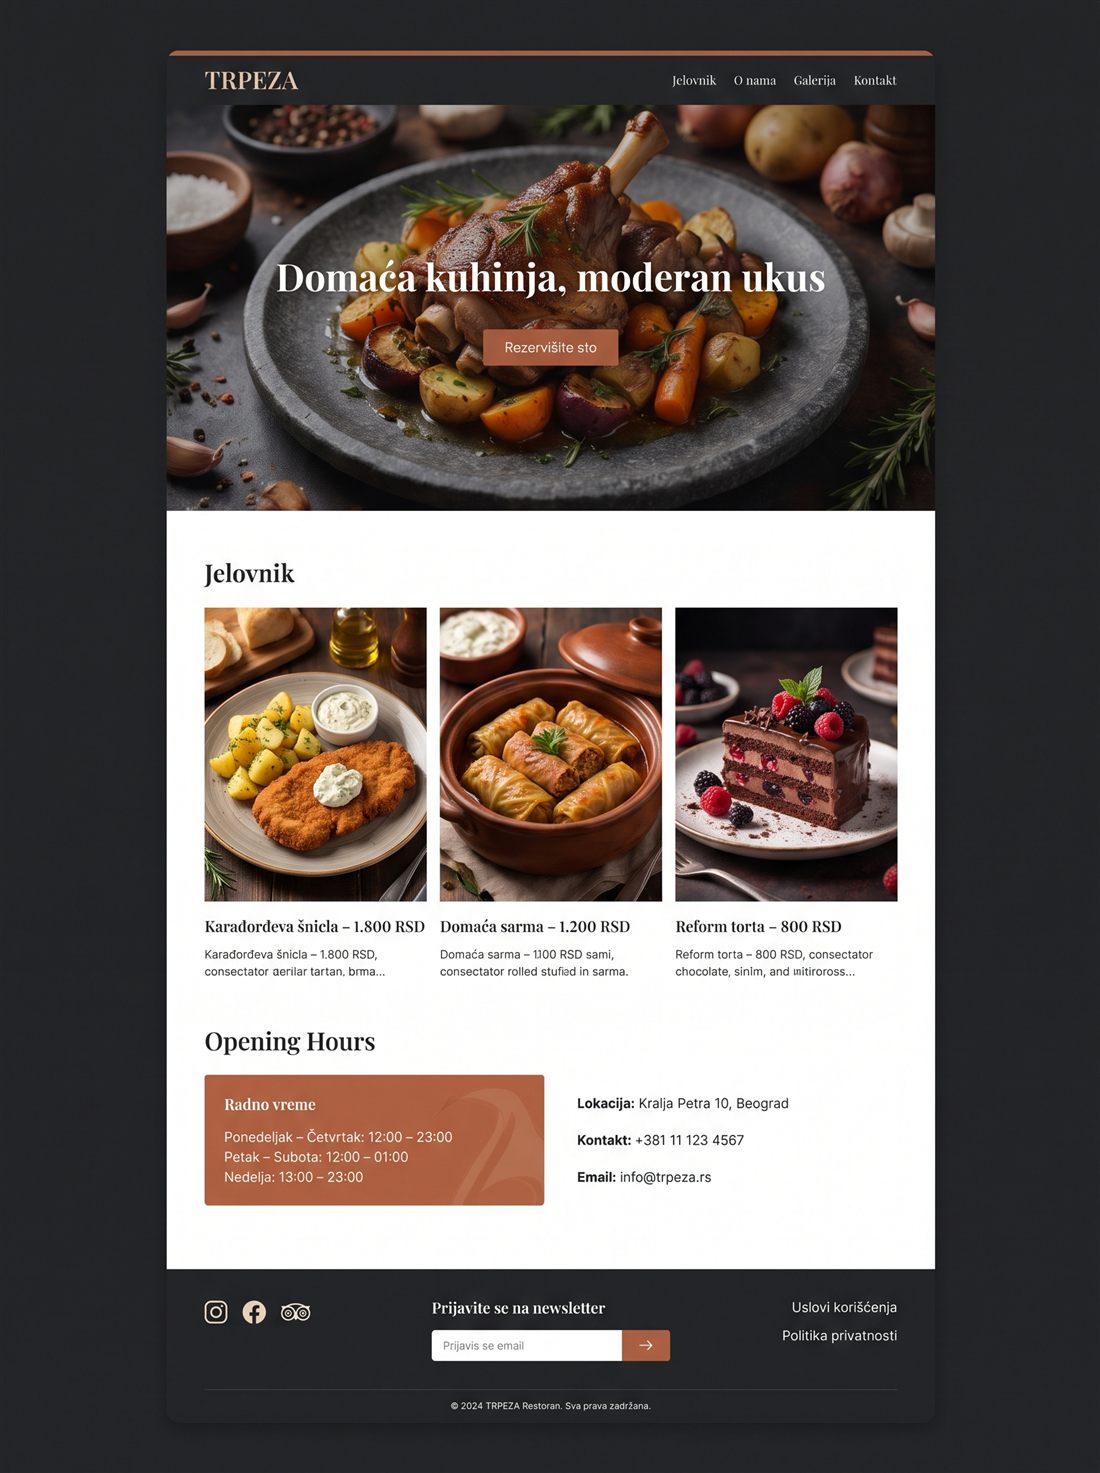 TRPEZA
Jelovnik O nama Galerija Kontakt
Domaća kuhinja, moderan ukus
Rezervišite sto
Jelovnik
Karađorđeva šnicla – 1.800 RSD
Karađorđeva šnicla – 1.800 RSD,
consectator tartan,
Domaća sarma – 1.200 RSD
Domaća sarma – 1.100 RSD sami,
consectator rolled in sarma.
Reform torta – 800 RSD
Reform torta – 800 RSD, consectator
chocolate, and
Opening Hours
Radno vreme
Ponedeljak – Četvrtak: 12:00 – 23:00
Petak – Subota: 12:00 – 01:00
Nedelja: 13:00 – 23:00
Lokacija: Kralja Petra 10, Beograd
Kontakt: +381 11 123 4567
Email: info@trpeza.rs
Prijavite se na newsletter
Prijavis se email
Uslovi korišćenja
Politika privatnosti
© 2024 TRPEZA Restoran. Sva prava zadržana.